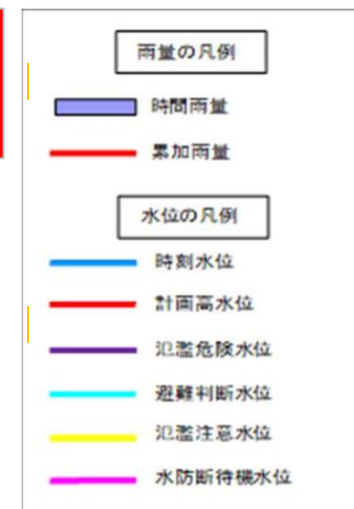 雨量の凡例
時間雨量
累加雨量
水位の凡例
時刻水位
計画高水位
氾濫危険水位
避難判断水位
氾濫注意水位
水防断待機水位